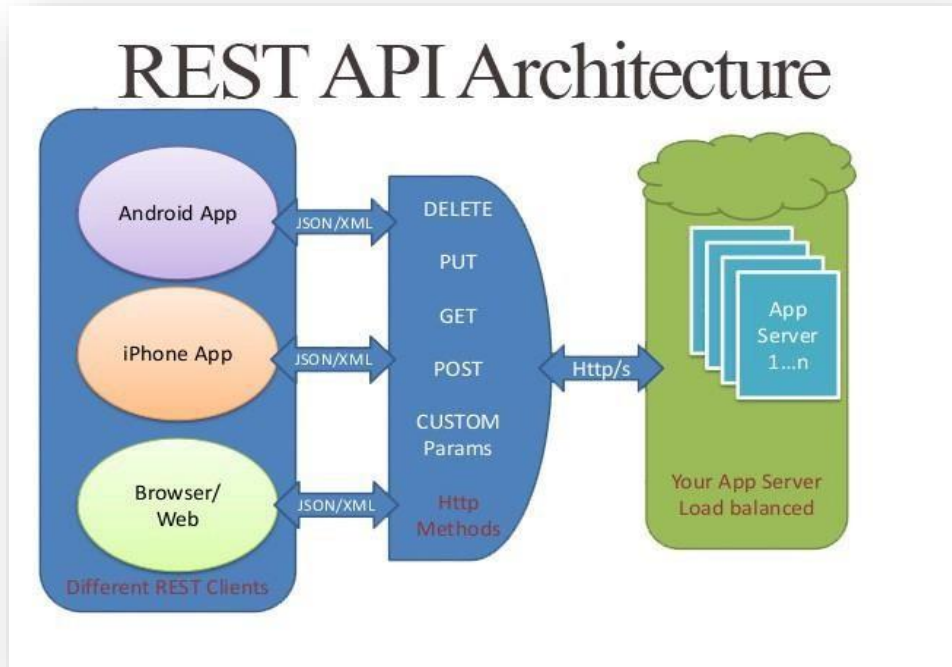 REST API Architecture
Android App
JSON/XML
iPhone App
JSON/XML
Browser/
Web
JSON/XML
Different REST Clients
DELETE
PUT
GET
POST
CUSTOM
Params
Http
Methods
Http/s
App
Server
1...n
Your App Server
Load balanced